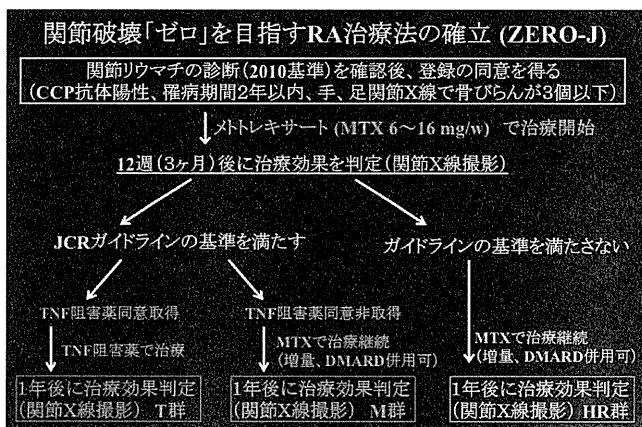 関節破壊「ゼロ」を目指すRA治療法の確立 (ZERO-J)
関節リウマチの診断(2010基準)を確認後、登録の同意を得る
(CCP抗体陽性、罹病期間2年以内、手、足関節X線で骨びらんが3個以下)
メトトレキサート (MTX 6~16 mg/w) で治療開始
12週(3ヶ月)後に治療効果を判定(関節X線撮影)
JCRガイドラインの基準を満たす
ガイドラインの基準を満たさない
TNF阻害薬同意取得
TNF阻害薬同意非取得
TNF阻害薬で治療
MTXで治療継続
(増量、DMARD併用可)
MTXで治療継続
(増量、DMARD併用可)
1年後に治療効果判定
(関節X線撮影) T群
1年後に治療効果判定
(関節X線撮影) M群
1年後に治療効果判定
(関節X線撮影) HR群